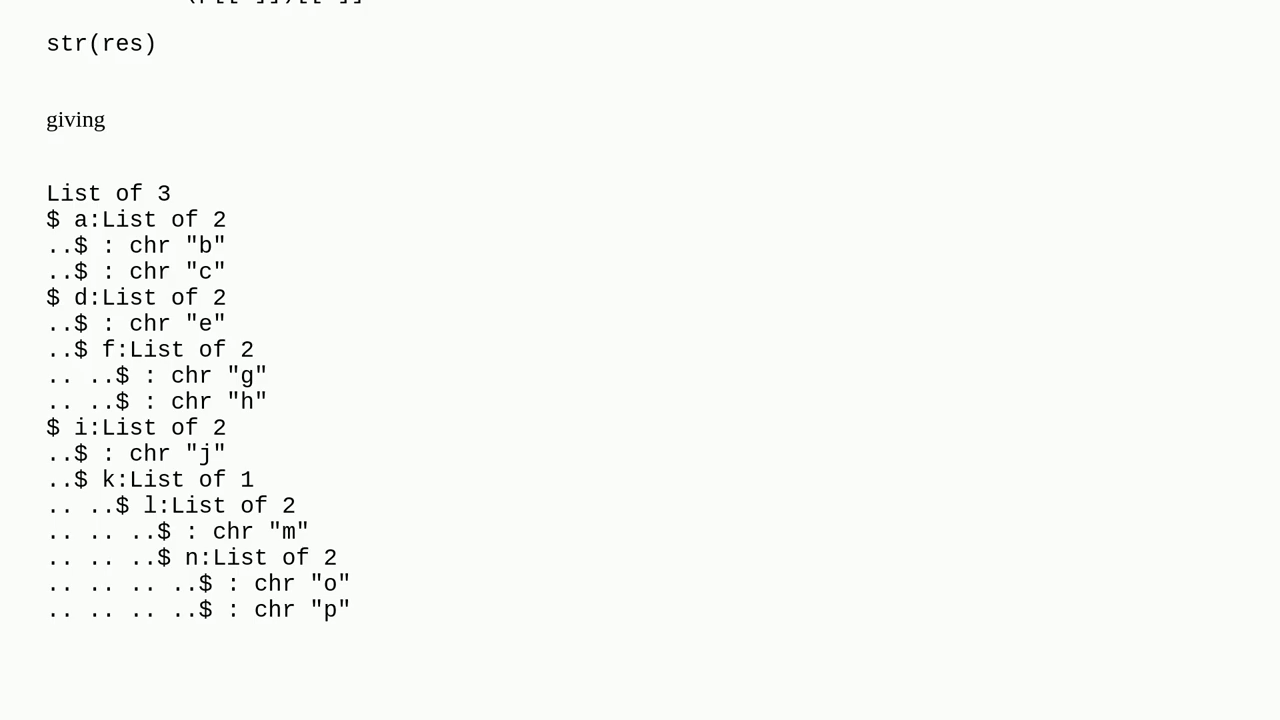 str(res)
giving
List of 3
$ a:List of 2
..$ : chr "b"
..$ : chr "c"
$ d:List of 2
..$ : chr "e"
..$ f:List of 2
.. ..$ : chr "g"
.. ..$ : chr "h"
$ i:List of 2
..$ : chr "j"
..$ k:List of 1
.. ..$ l:List of 2
.. .. ..$ : chr "m"
.. .. ..$ n:List of 2
.. .. .. ..$ : chr "o"
.. .. .. ..$ : chr "p"